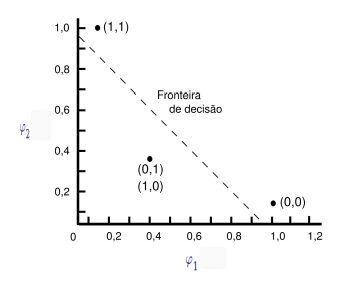 1,0
(1,1)
0,8
Fronteira
de decisão
0,6
φ2
0,4
(0,1)
(1,0)
0,2
(0,0)
0 0,2 0,4 0,6 0,8 1,0 1,2
φ1